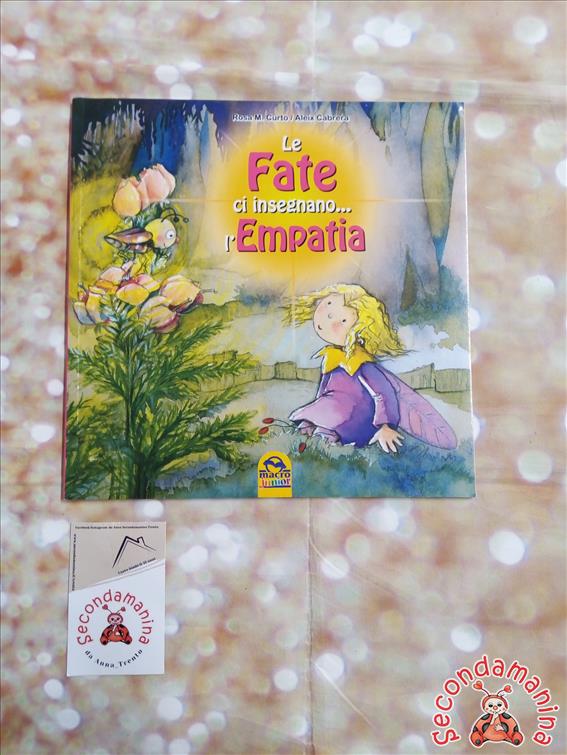 Rosa M. Curto / Aleix Cabrera
Le
Fate
ci insegnano...
l'Empatia
macro
junior
Secondamanina
da Anna_Trento
Secondamanina